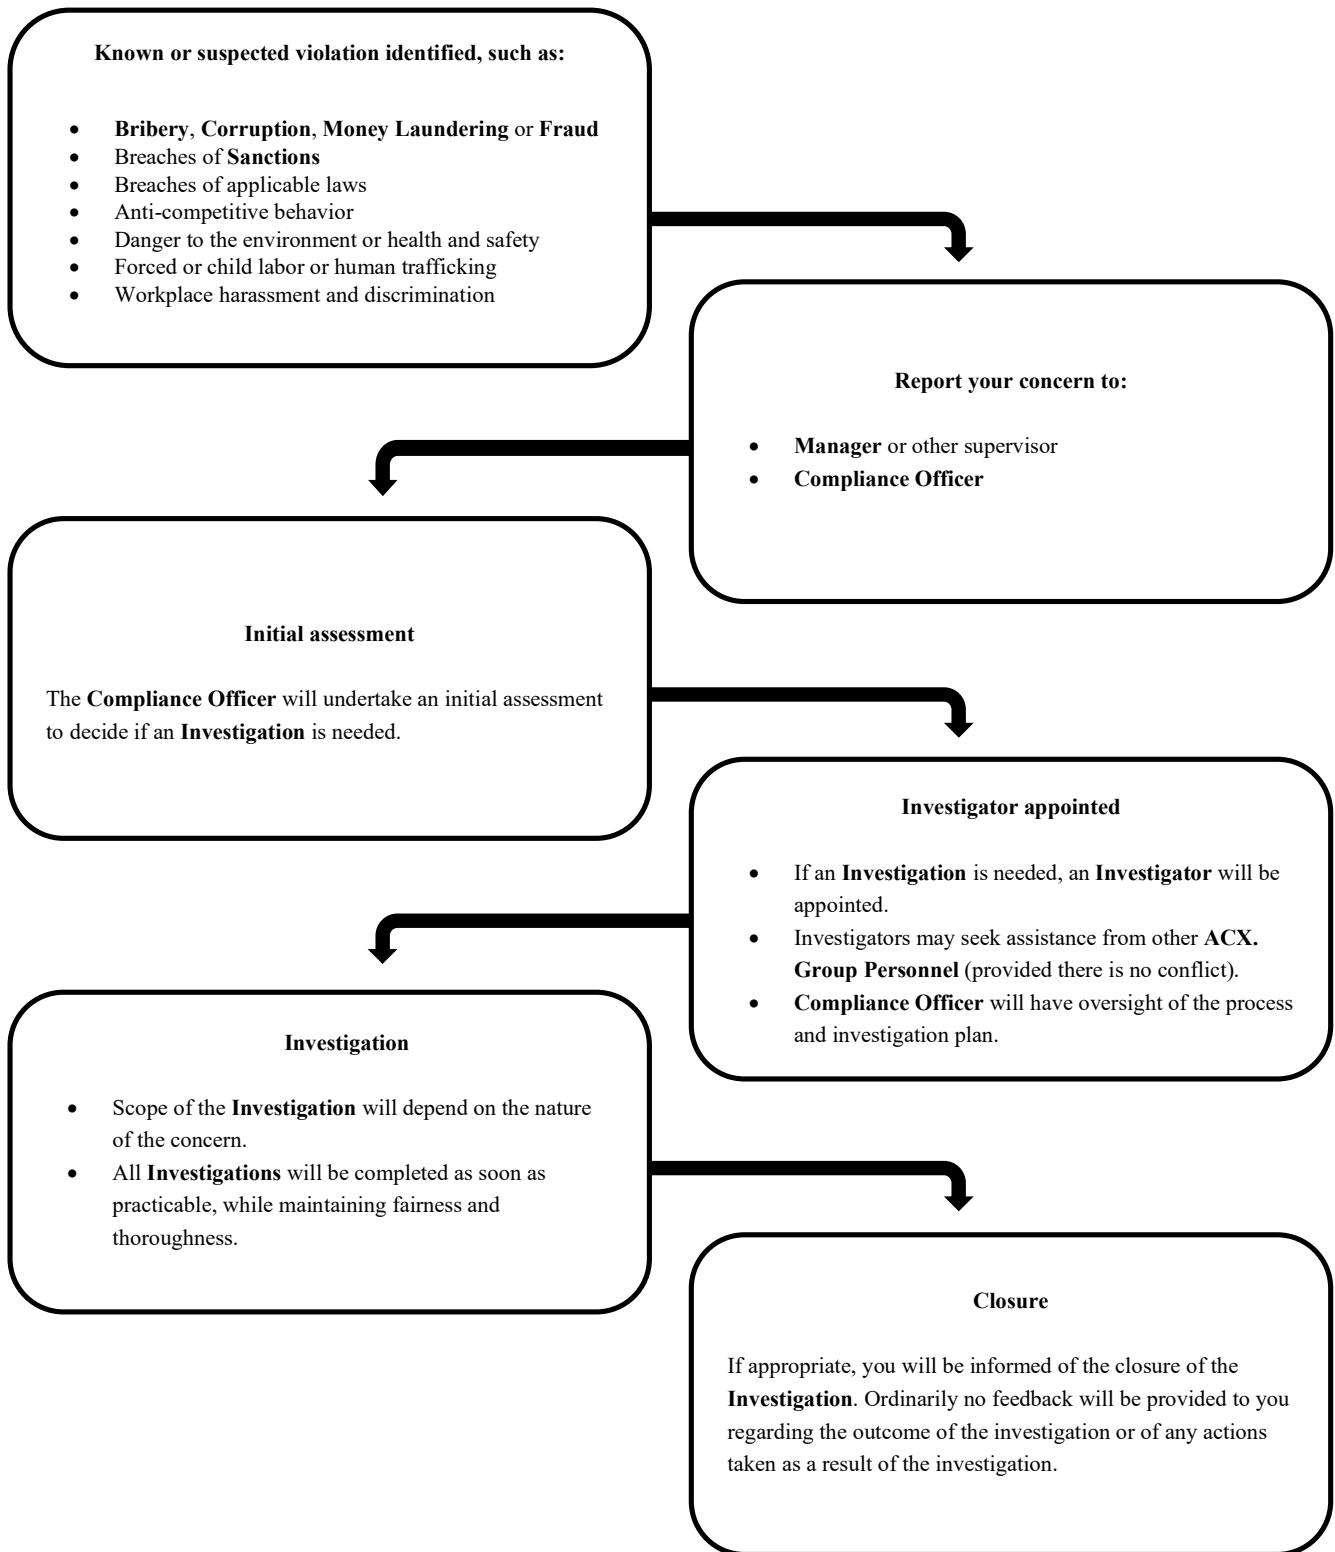 Known or suspected violation identified, such as:
• Bribery, Corruption, Money Laundering or Fraud
• Breaches of Sanctions
• Breaches of applicable laws
• Anti-competitive behavior
• Danger to the environment or health and safety
• Forced or child labor or human trafficking
• Workplace harassment and discrimination
Report your concern to:
• Manager or other supervisor
• Compliance Officer
Initial assessment
The Compliance Officer will undertake an initial assessment
to decide if an Investigation is needed.
Investigator appointed
• If an Investigation is needed, an Investigator will be
appointed.
• Investigators may seek assistance from other ACX.
Group Personnel (provided there is no conflict).
• Compliance Officer will have oversight of the process
and investigation plan.
Investigation
• Scope of the Investigation will depend on the nature
of the concern.
• All Investigations will be completed as soon as
practicable, while maintaining fairness and
thoroughness.
Closure
If appropriate, you will be informed of the closure of the
Investigation. Ordinarily no feedback will be provided to you
regarding the outcome of the investigation or of any actions
taken as a result of the investigation.